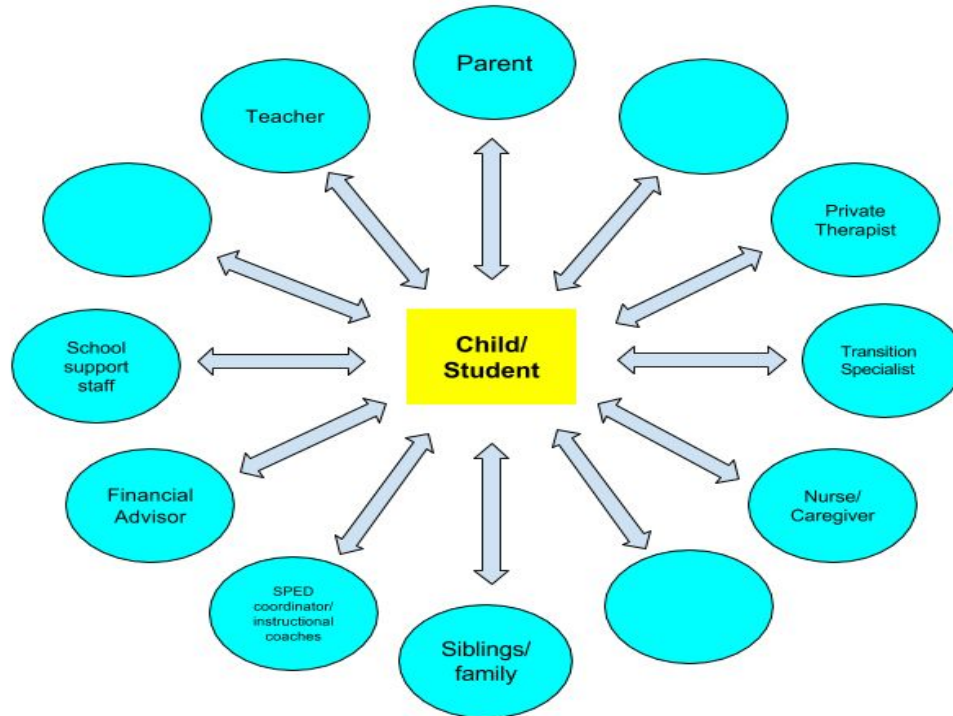 Parent
Teacher
Private
Therapist
Child/
Student
School
support
staff
Transition
Specialist
Financial
Advisor
Nurse/
Caregiver
SPED
coordinator/
instructional
coaches
Siblings/
family